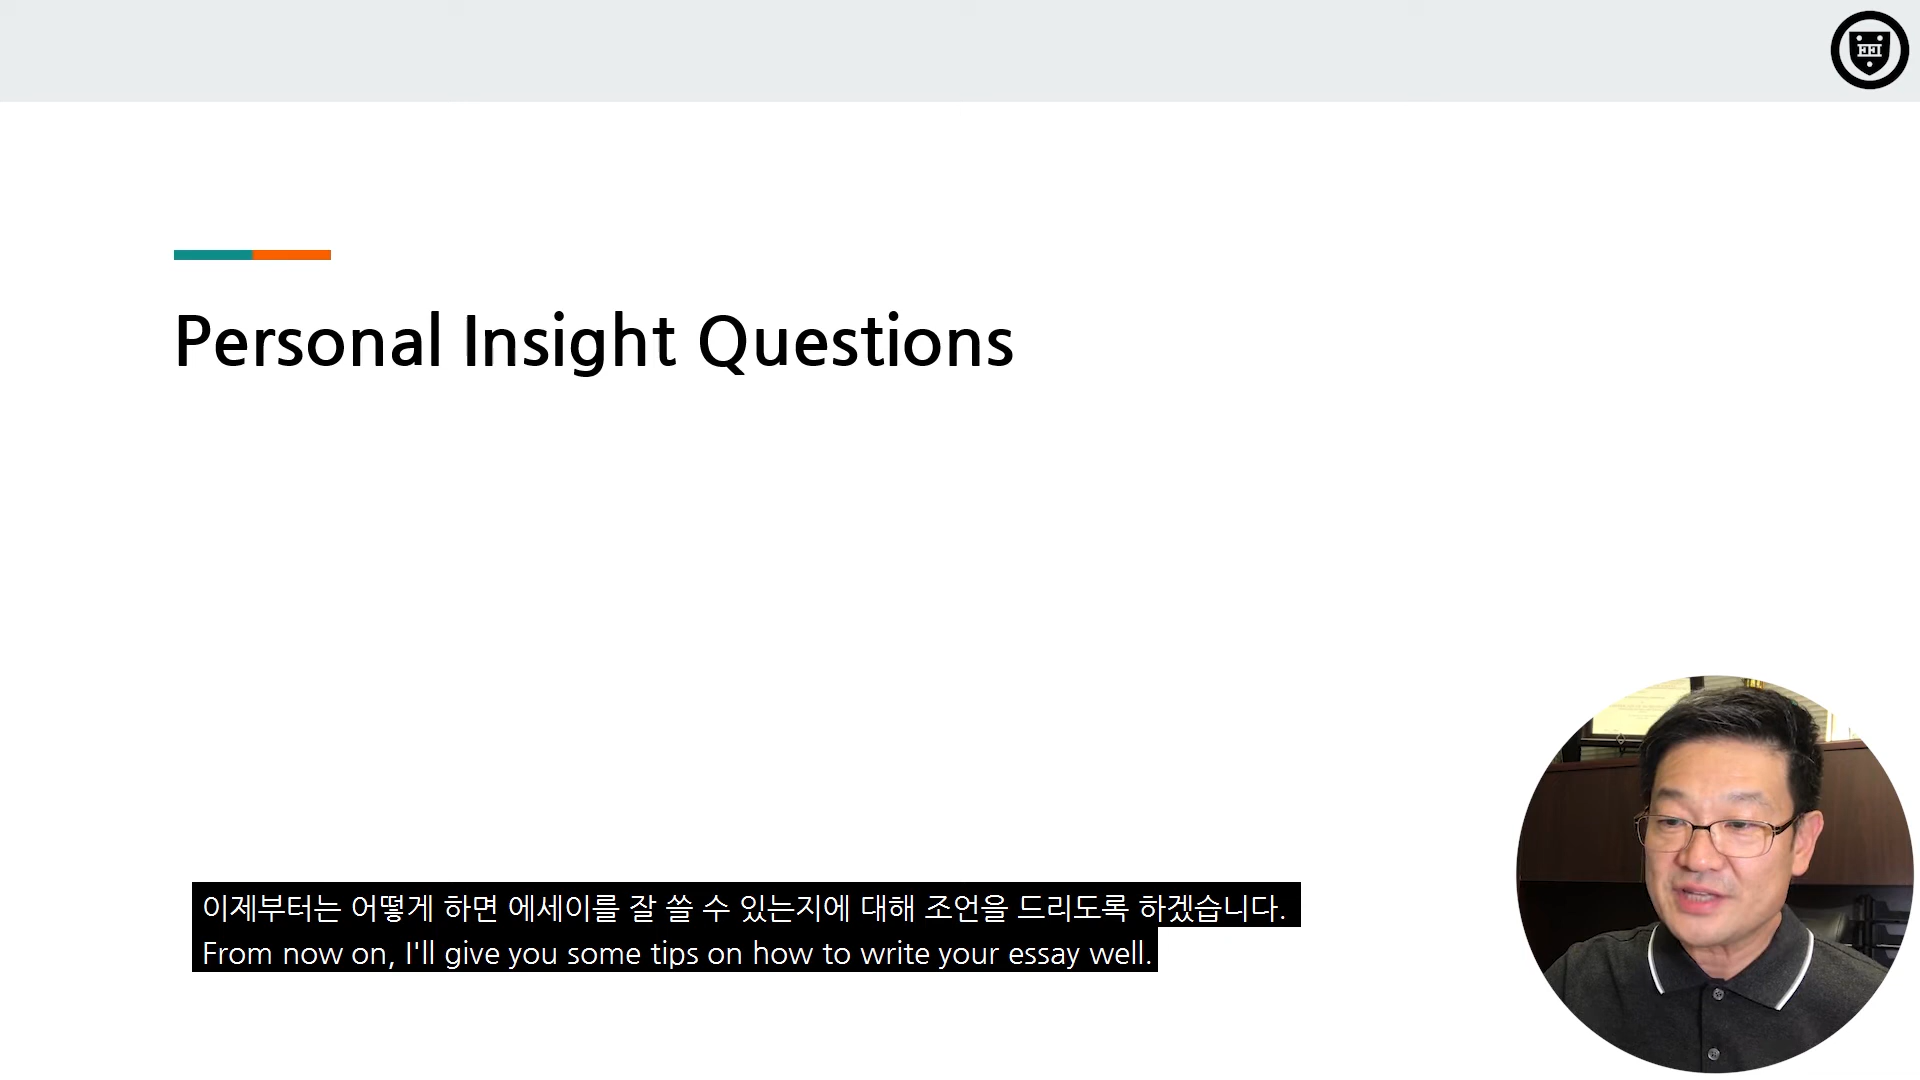 EEI
Personal Insight Questions
이제부터는 어떻게 하면 에세이를 잘 쓸 수 있는지에 대해 조언을 드리도록 하겠습니다.
From now on, I'll give you some tips on how to write your essay well.